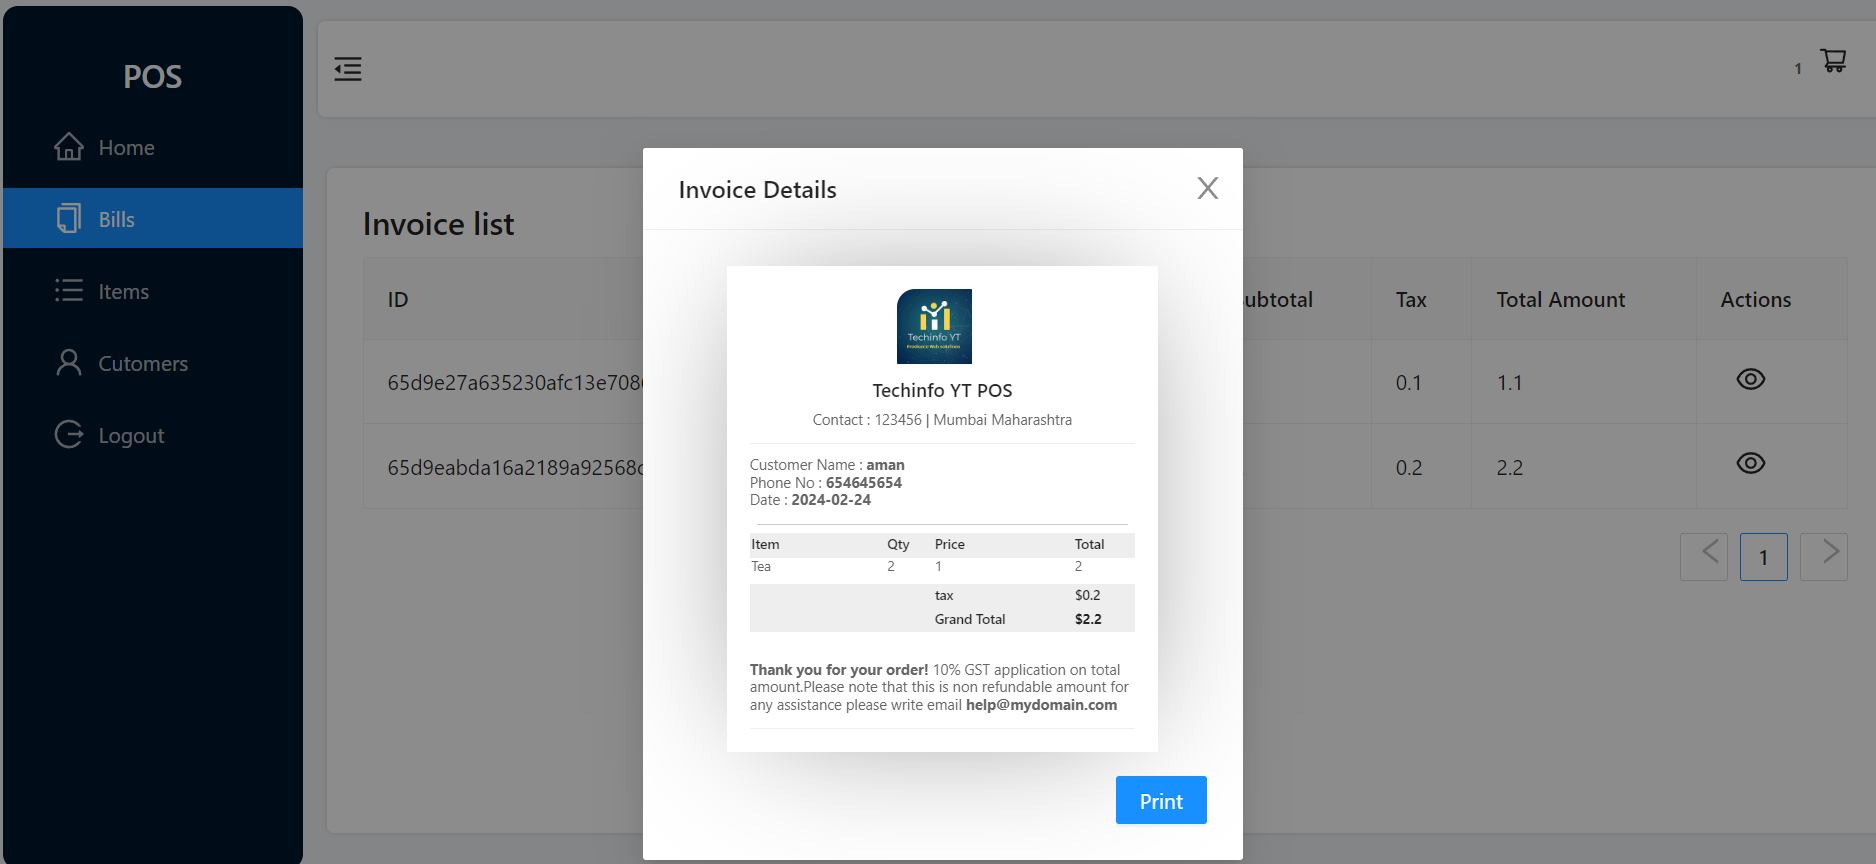 POS
Home
Bills
Items
Cutomers
Logout
1
Invoice list
ID
Tax
Total Amount
Actions
0.1
1.1
0.2
2.2
1
Invoice Details
X
Techinfo YT
Techinfo YT POS
Contact : 123456 | Mumbai Maharashtra
Customer Name : aman
Phone No : 654645654
Date : 2024-02-24
Item Qty Price Total
Tea 2 1 2
tax $0.2
Grand Total $2.2
Thank you for your order! 10% GST application on total
amount.Please note that this is non refundable amount for
any assistance please write email help@mydomain.com
Print